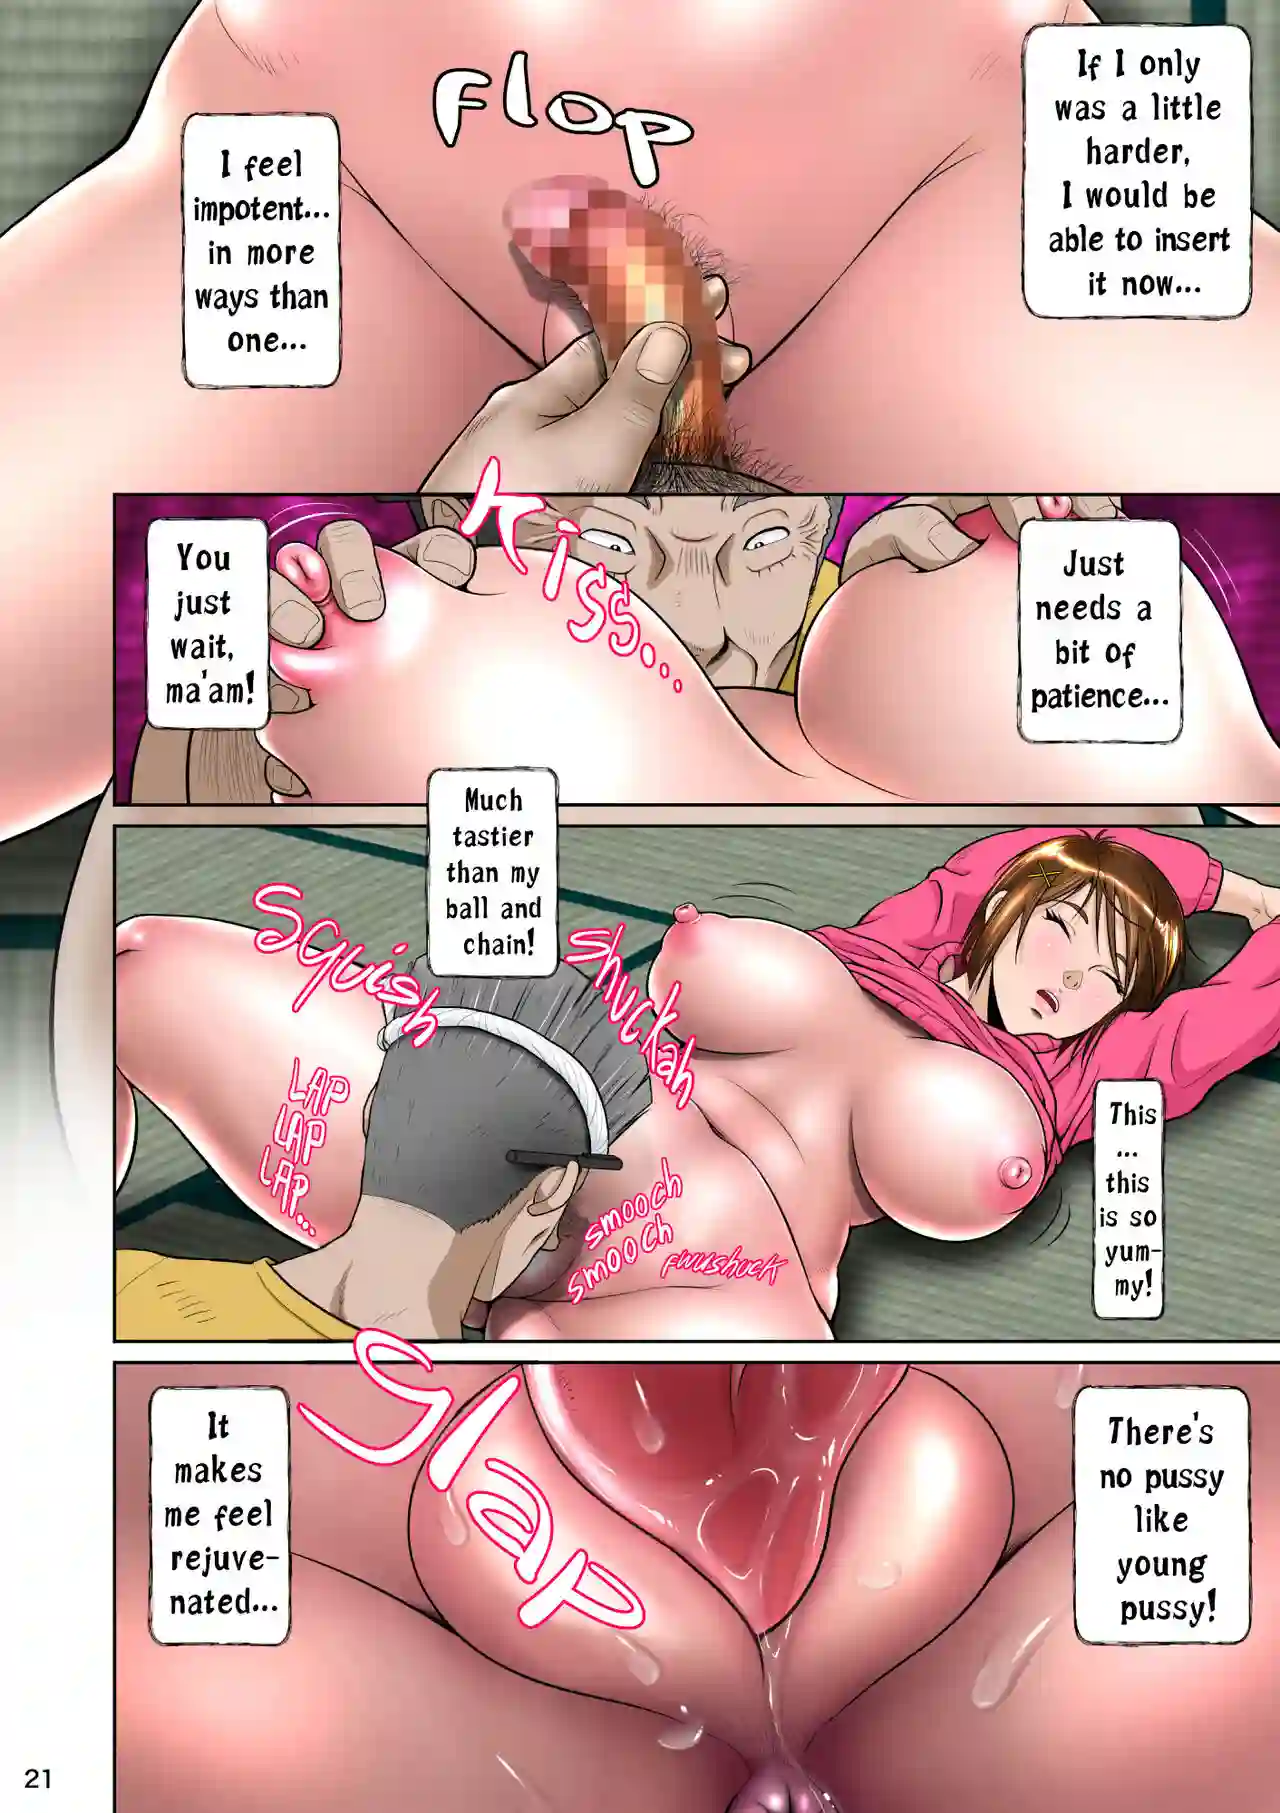 If I only
was a little
harder,
I would be
able to insert
it now...
Flop
I feel
impotent...
in more
ways than
one...
Just
needs a
bit of
patience...
Kiss...
You
just
wait,
ma'am!
Much
tastier
than my
ball and
chain!
Squish
Shuckah
LAP
LAP
LAP...
smooch
smooch
fwushuck
This
...
this
is so
yum-
my!
There's
no pussy
like
young
pussy!
Slap
It
makes
me feel
rejuve-
nated...
21